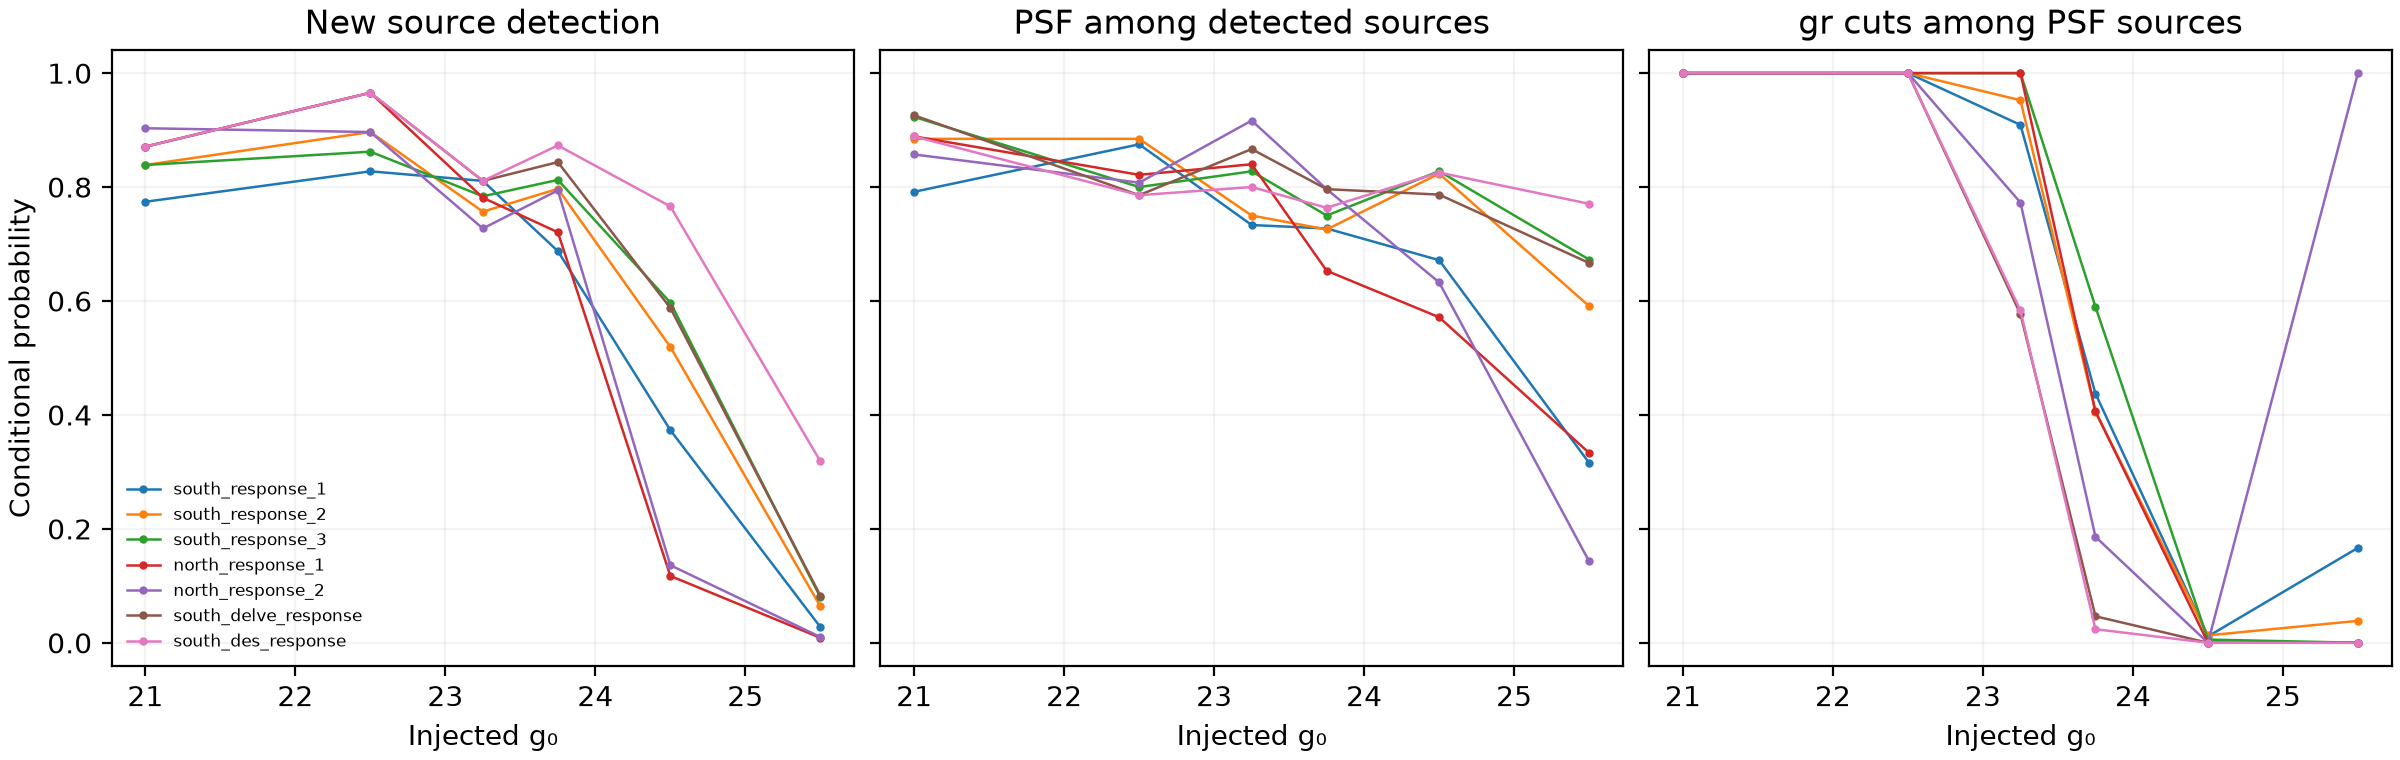 New source detection
PSF among detected sources
gr cuts among PSF sources
Conditional probability
1.0
0.8
0.6
0.4
0.2
0.0
south_response_1
south_response_2
south_response_3
north_response_1
north_response_2
south_delve_response
south_des_response
21 22 23 24 25
21 22 23 24 25
21 22 23 24 25
Injected g₀
Injected g₀
Injected g₀